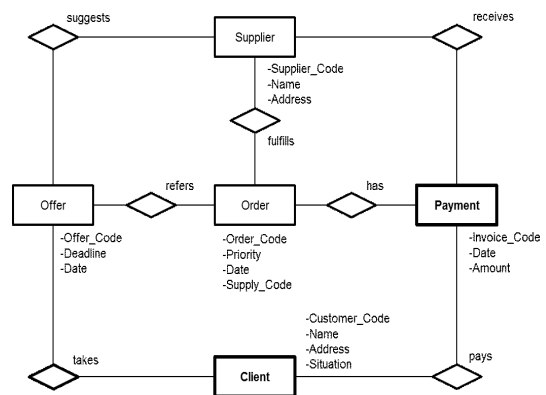 suggests
receives
Supplier
-Supplier_Code
-Name
-Address
fulfills
refers
has
Offer
Order
Payment
-Offer_Code
-Deadline
-Date
-Order_Code
-Priority
-Date
-Supply_Code
-Invoice_Code
-Date
-Amount
-Customer_Code
-Name
-Address
-Situation
takes
Client
pays